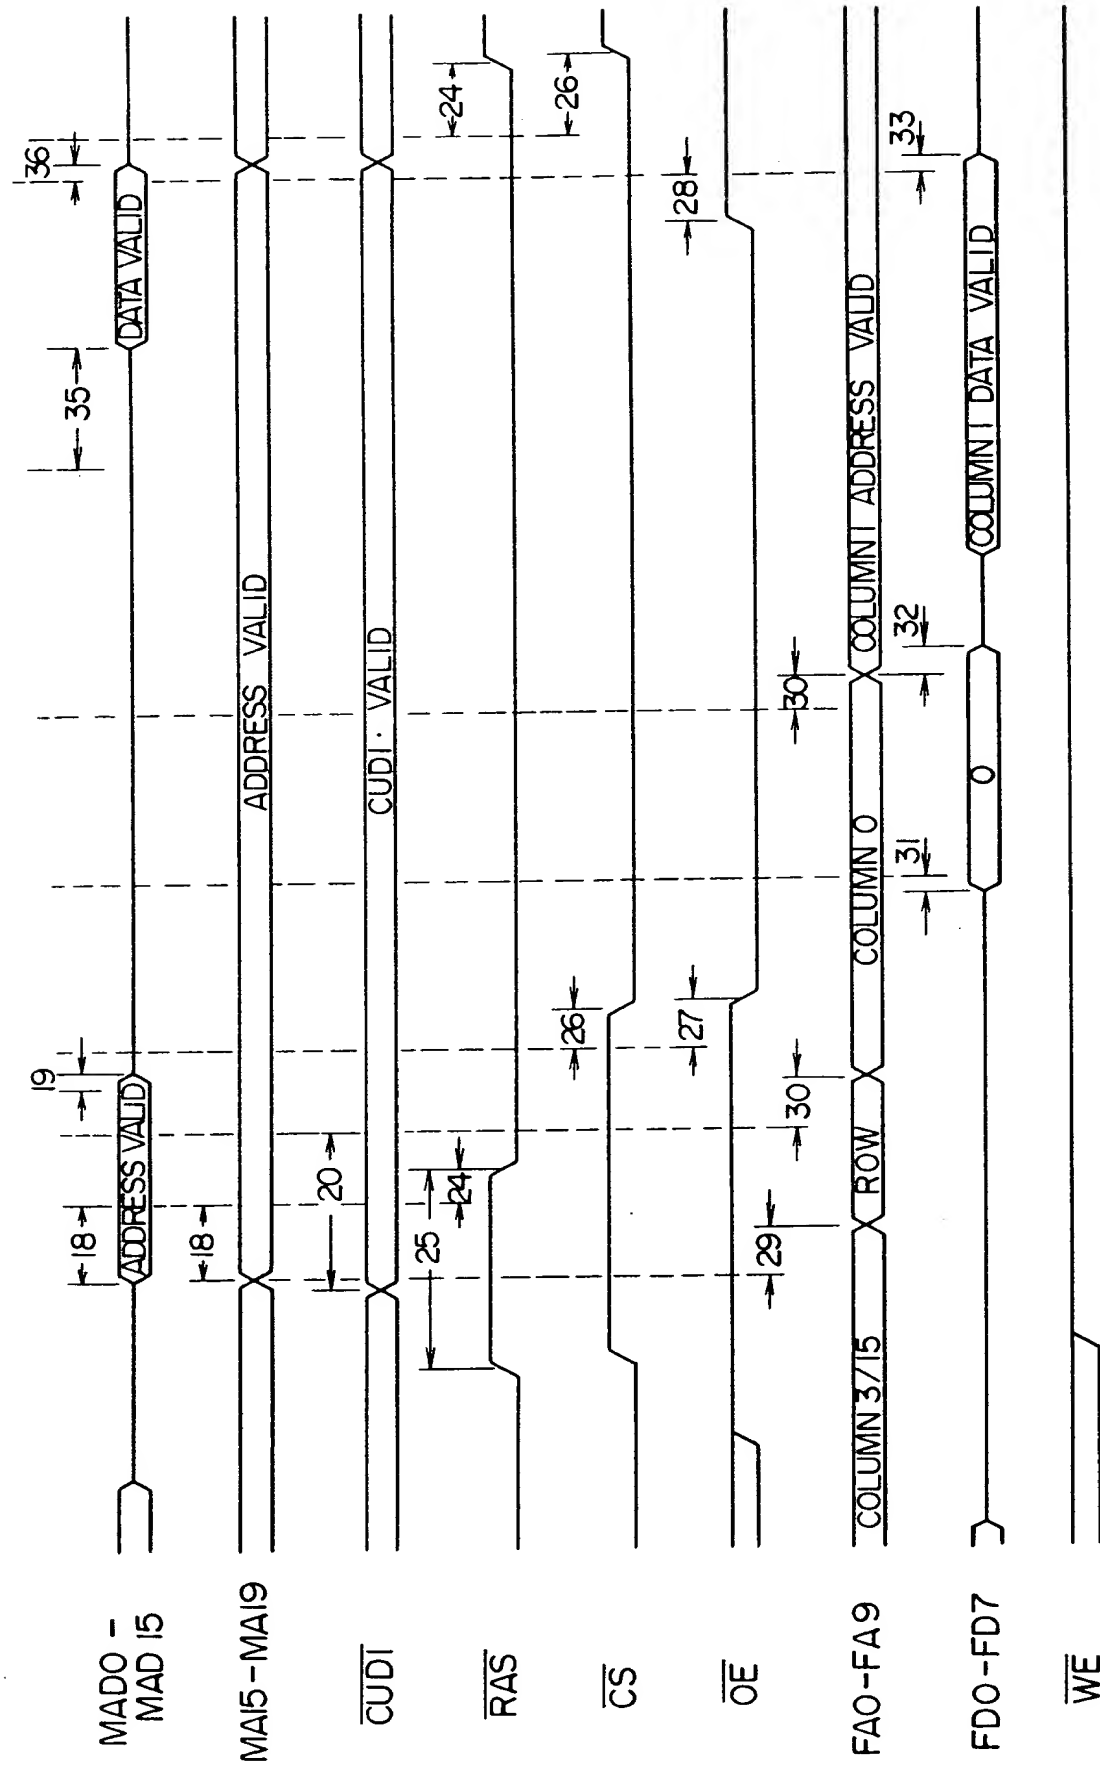 19 35 36
18
MAD0 -
MAD 15
ADDRESS VALID DATA VALID
18
MA15-MA19
ADDRESS VALID
20
CUDI
CUDI · VALID
25 24 24
RAS
26 26
CS
27 28
OE
29 30 30
FA0-FA9
COLUMN 3/15 ROW COLUMN 0 COLUMN 1 ADDRESS VALID
31 32 33
FD0-FD7
0 COLUMN 1 DATA VALID
WE